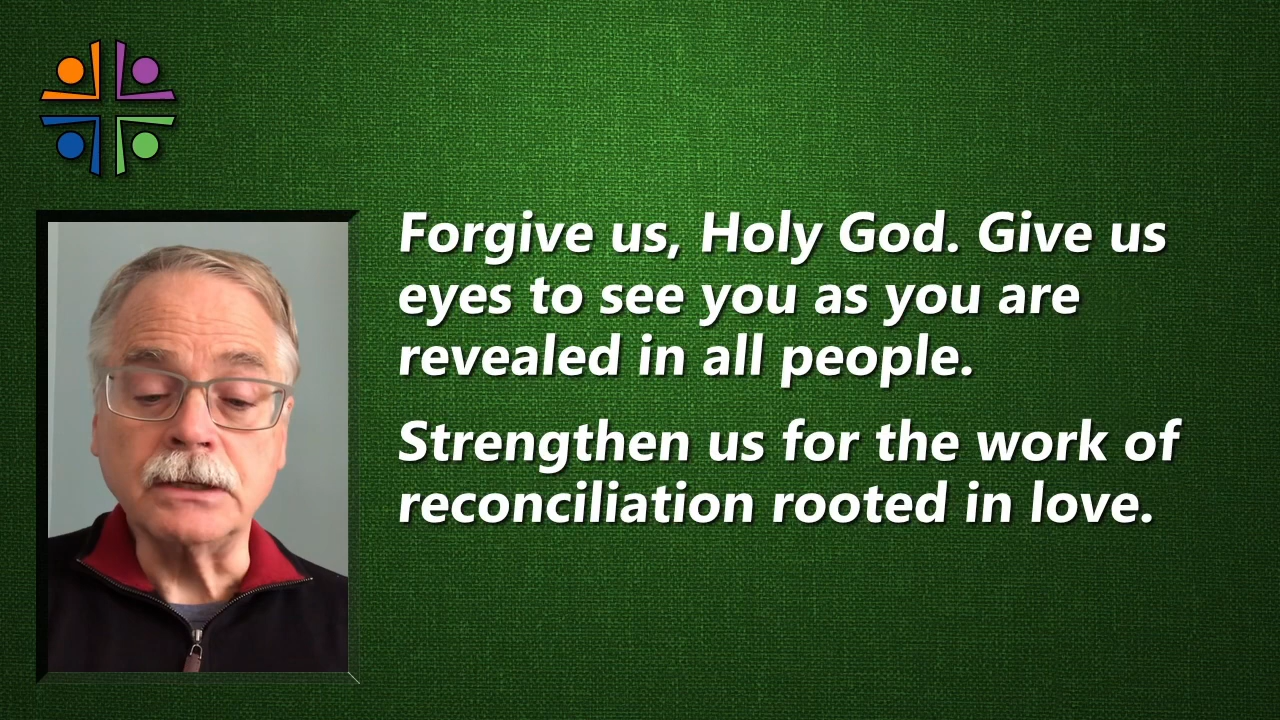 Forgive us, Holy God. Give us
eyes to see you as you are
revealed in all people.
Strengthen us for the work of
reconciliation rooted in love.